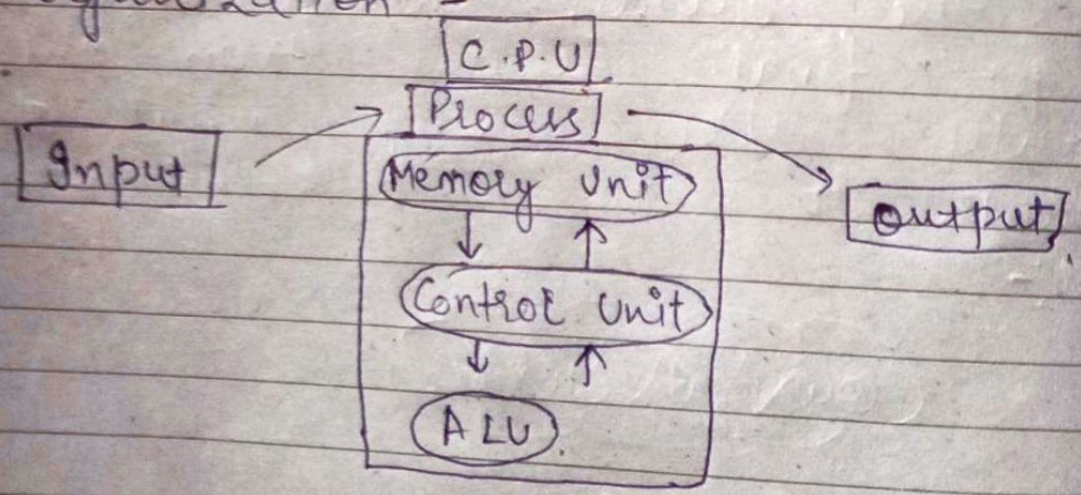 C.P.U
Process
Input
Memory Unit
Output
Control Unit
ALU